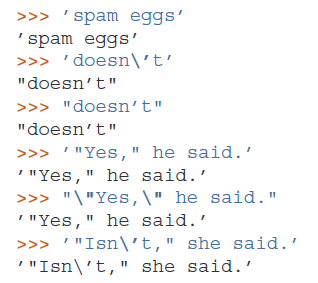 >>> ’spam eggs’
’spam eggs’
>>> ’doesn\’t’
"doesn’t"
>>> "doesn’t"
"doesn’t"
>>> ’"Yes," he said.’
’"Yes," he said.’
>>> "\"Yes,\" he said."
’"Yes," he said.’
>>> ’"Isn\’t," she said.’
’"Isn\’t," she said.’